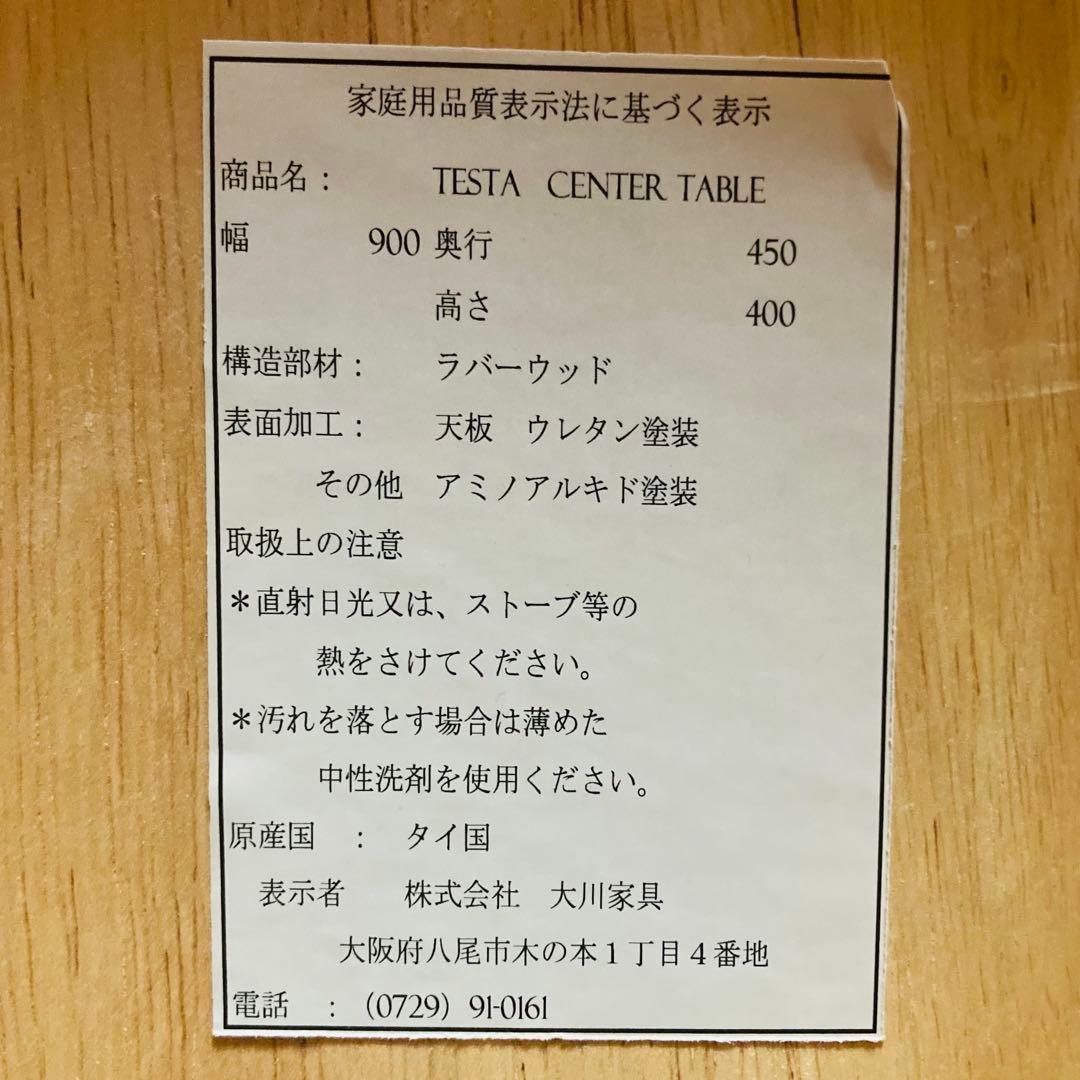 家庭用品質表示法に基づく表示
商品名： TESTA CENTER TABLE
幅 900 奥行 450
高さ 400
構造部材： ラバーウッド
表面加工： 天板 ウレタン塗装
その他 アミノアルキド塗装
取扱上の注意
＊直射日光又は、ストーブ等の
熱をさけてください。
＊汚れを落とす場合は薄めた
中性洗剤を使用ください。
原産国 ： タイ国
表示者 株式会社 大川家具
大阪府八尾市木の本１丁目４番地
電話 ：（0729）91-0161